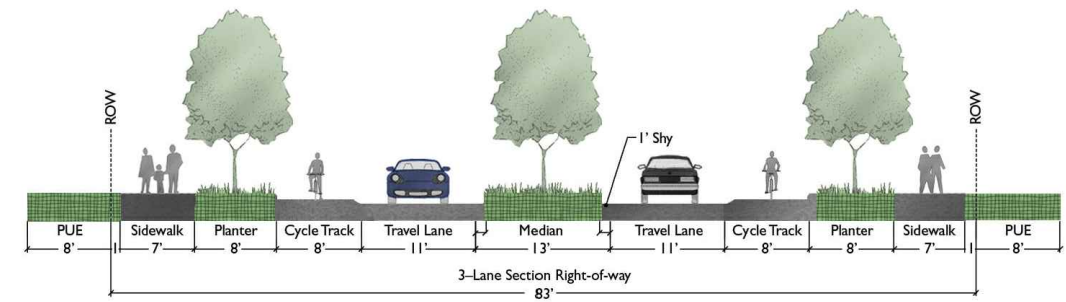 ROW
ROW
1' Shy
PUE Sidewalk Planter Cycle Track Travel Lane Median Travel Lane Cycle Track Planter Sidewalk PUE
8' 1 7' 8' 8' 11' 13' 11' 8' 8' 7' 1 8'
3–Lane Section Right-of-way
83'